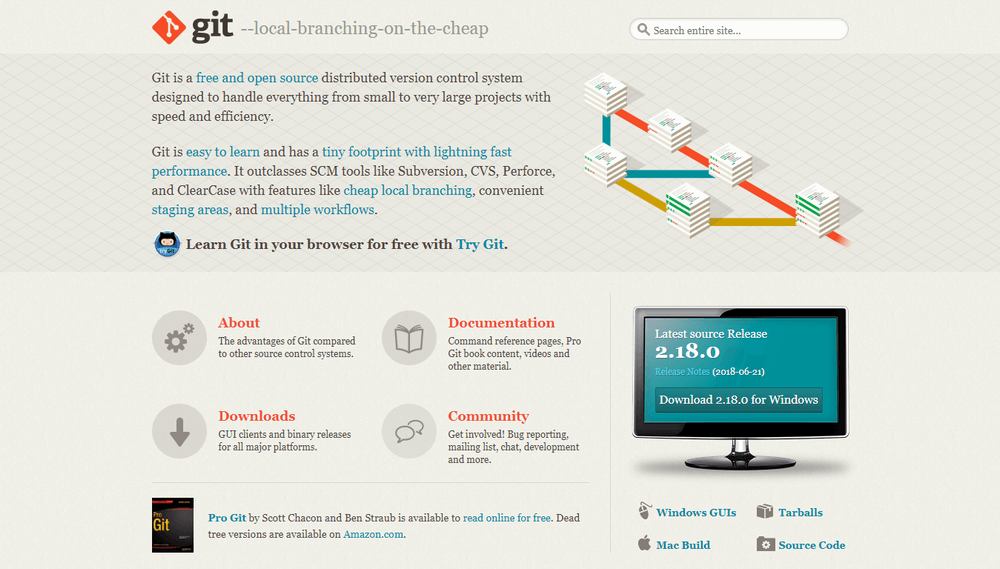 git --local-branching-on-the-cheap
Search entire site...
Git is a free and open source distributed version control system
designed to handle everything from small to very large projects with
speed and efficiency.
Git is easy to learn and has a tiny footprint with lightning fast
performance. It outclasses SCM tools like Subversion, CVS, Perforce,
and ClearCase with features like cheap local branching, convenient
staging areas, and multiple workflows.
Learn Git in your browser for free with Try Git.
About
The advantages of Git compared
to other source control systems.
Documentation
Command reference pages, Pro
Git book content, videos and
other material.
Downloads
GUI clients and binary releases
for all major platforms.
Community
Get involved! Bug reporting,
mailing list, chat, development
and more.
Pro
Git
Pro Git by Scott Chacon and Ben Straub is available to read online for free. Dead
tree versions are available on Amazon.com.
Latest source Release
2.18.0
Release Notes (2018-06-21)
Download 2.18.0 for Windows
Windows GUIs
Tarballs
Mac Build
Source Code